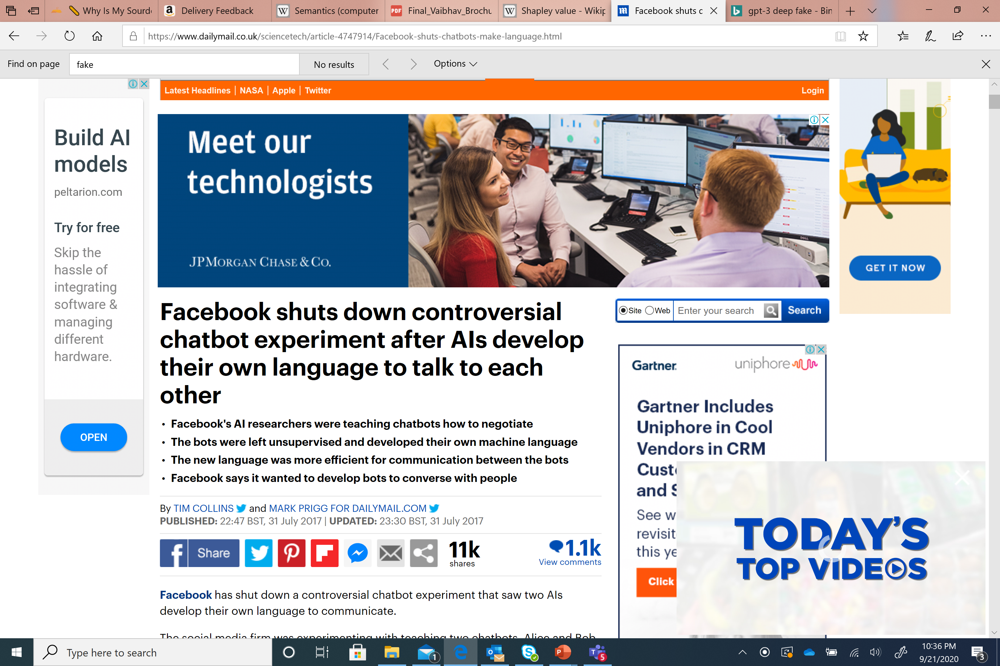 Why Is My Sourd
Delivery Feedback
Semantics (computer
Final_Vaibhav_Brochu
Shapley value - Wikip
Facebook shuts c
gpt-3 deep fake - Bin
https://www.dailymail.co.uk/sciencetech/article-4747914/Facebook-shuts-chatbots-make-language.html
Find on page
fake
No results
Options
Latest Headlines | NASA | Apple | Twitter
Login
Build AI
models
peltarion.com
Try for free
Skip the
hassle of
integrating
software &
managing
different
hardware.
OPEN
Meet our
technologists
JPMORGAN CHASE & CO.
GET IT NOW
Facebook shuts down controversial
chatbot experiment after AIs develop
their own language to talk to each
other
Site Web Enter your search Search
• Facebook's AI researchers were teaching chatbots how to negotiate
• The bots were left unsupervised and developed their own machine language
• The new language was more efficient for communication between the bots
• Facebook says it wanted to develop bots to converse with people
By TIM COLLINS and MARK PRIGG FOR DAILYMAIL.COM
PUBLISHED: 22:47 BST, 31 July 2017 | UPDATED: 23:30 BST, 31 July 2017
Share
11k
shares
1.1k
View comments
Facebook has shut down a controversial chatbot experiment that saw two AIs
develop their own language to communicate.
The social media firm was experimenting with teaching two chatbots, Alice and Bob,
Gartner
uniphore
Gartner Includes
Uniphore in Cool
Vendors in CRM
Cust
and S
See w
revisit
this ye
Click
TODAY'S
TOP VIDEOS
Type here to search
1
5
10:36 PM
9/21/2020
3